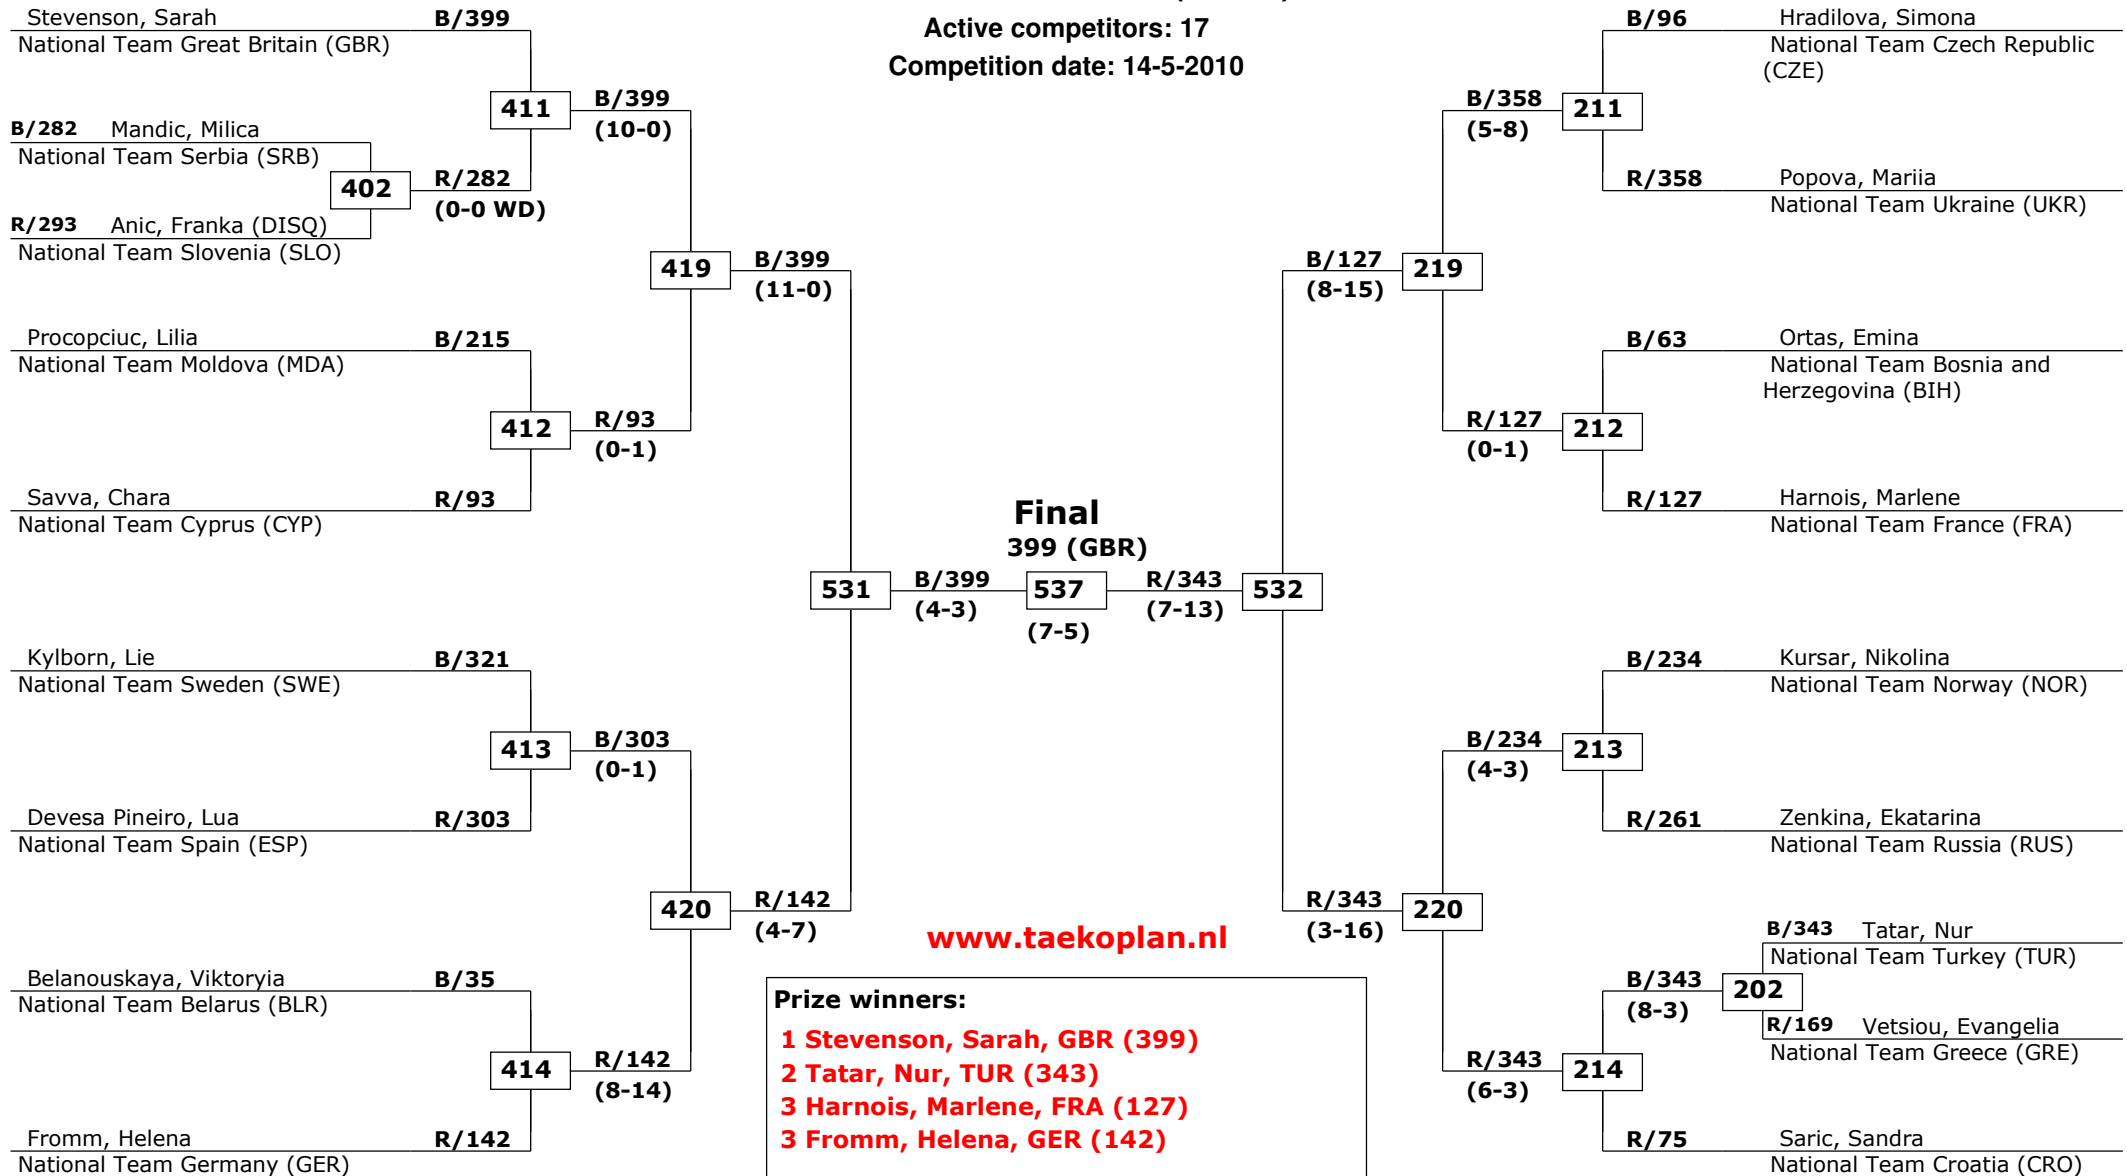 Active competitors: 17
Competition date: 14-5-2010
Stevenson, Sarah B/399
National Team Great Britain (GBR)
411
B/399
(10-0)
B/282 Mandic, Milica
National Team Serbia (SRB)
402
R/282
(0-0 WD)
R/293 Anic, Franka (DISQ)
National Team Slovenia (SLO)
419
B/399
(11-0)
Procopciuc, Lilia B/215
National Team Moldova (MDA)
412
R/93
(0-1)
Savva, Chara R/93
National Team Cyprus (CYP)
Kylborn, Lie B/321
National Team Sweden (SWE)
413
B/303
(0-1)
Devesa Pineiro, Lua R/303
National Team Spain (ESP)
420
R/142
(4-7)
Belanouskaya, Viktoryia B/35
National Team Belarus (BLR)
414
R/142
(8-14)
Fromm, Helena R/142
National Team Germany (GER)
Final
399 (GBR)
531
B/399
(4-3)
537
(7-5)
R/343
(7-13)
532
B/96 Hradilova, Simona
National Team Czech Republic
(CZE)
B/358
(5-8)
211
R/358 Popova, Mariia
National Team Ukraine (UKR)
B/127
(8-15)
219
B/63 Ortas, Emina
National Team Bosnia and
Herzegovina (BIH)
R/127
(0-1)
212
R/127 Harnois, Marlene
National Team France (FRA)
B/234 Kursar, Nikolina
National Team Norway (NOR)
B/234
(4-3)
213
R/261 Zenkina, Ekatarina
National Team Russia (RUS)
R/343
(3-16)
220
B/343 Tatar, Nur
National Team Turkey (TUR)
B/343
(8-3)
202
R/169 Vetsiou, Evangelia
National Team Greece (GRE)
R/343
(6-3)
214
R/75 Saric, Sandra
National Team Croatia (CRO)
www.taekoplan.nl
Prize winners:
1 Stevenson, Sarah, GBR (399)
2 Tatar, Nur, TUR (343)
3 Harnois, Marlene, FRA (127)
3 Fromm, Helena, GER (142)